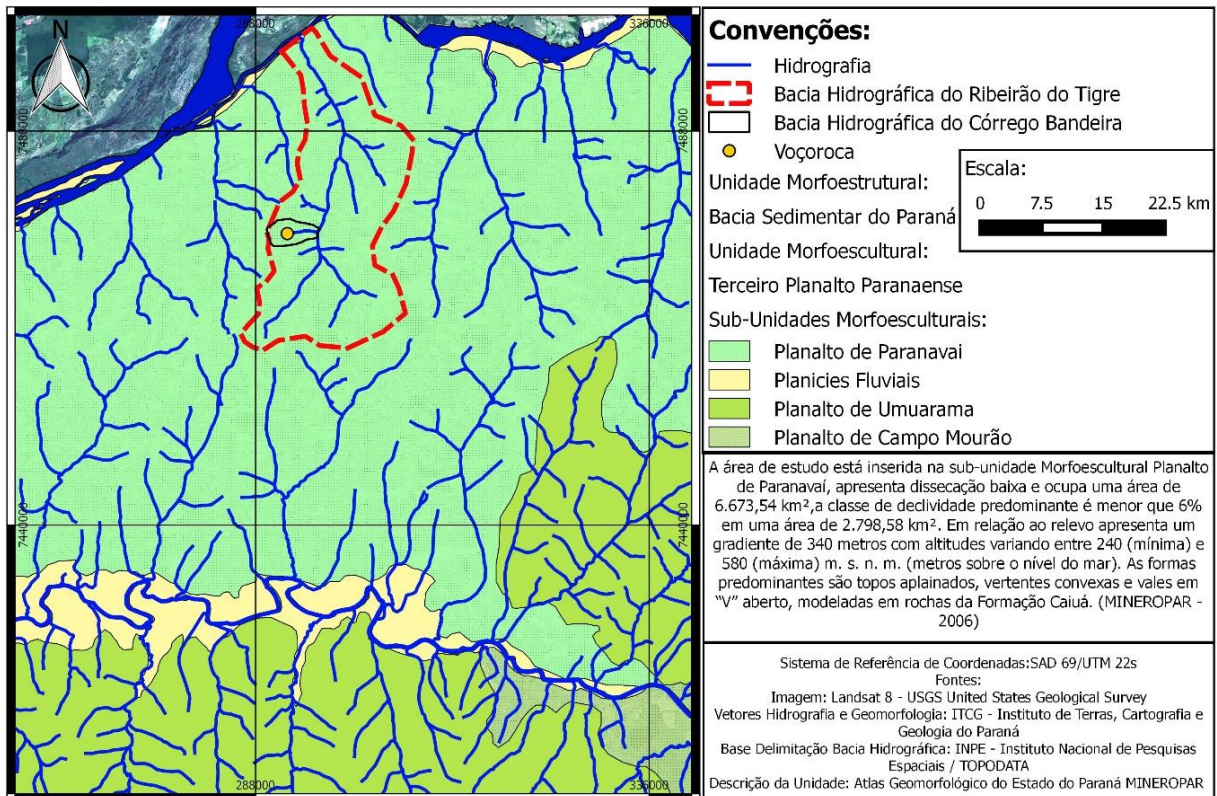 N
288000
336000
7488000
7488000
7440000
7440000
288000
336000
Convenções:
Hidrografia
Bacia Hidrográfica do Ribeirão do Tigre
Bacia Hidrográfica do Córrego Bandeira
Voçoroca
Escala:
0 7.5 15 22.5 km
Unidade Morfoestrutural:
Bacia Sedimentar do Paraná
Unidade Morfoescultural:
Terceiro Planalto Paranaense
Sub-Unidades Morfoesculturais:
Planalto de Paranavai
Planicies Fluviais
Planalto de Umuarama
Planalto de Campo Mourão
A área de estudo está inserida na sub-unidade Morfoescultural Planalto
de Paranavaí, apresenta dissecação baixa e ocupa uma área de
6.673,54 km²,a classe de declividade predominante é menor que 6%
em uma área de 2.798,58 km². Em relação ao relevo apresenta um
gradiente de 340 metros com altitudes variando entre 240 (mínima) e
580 (máxima) m. s. n. m. (metros sobre o nível do mar). As formas
predominantes são topos aplainados, vertentes convexas e vales em
“V” aberto, modeladas em rochas da Formação Caiuá. (MINEROPAR -
2006)
Sistema de Referência de Coordenadas:SAD 69/UTM 22s
Fontes:
Imagem: Landsat 8 - USGS United States Geological Survey
Vetores Hidrografia e Geomorfologia: ITCG - Instituto de Terras, Cartografia e
Geologia do Paraná
Base Delimitação Bacia Hidrográfica: INPE - Instituto Nacional de Pesquisas
Espaciais / TOPODATA
Descrição da Unidade: Atlas Geomorfológico do Estado do Paraná MINEROPAR